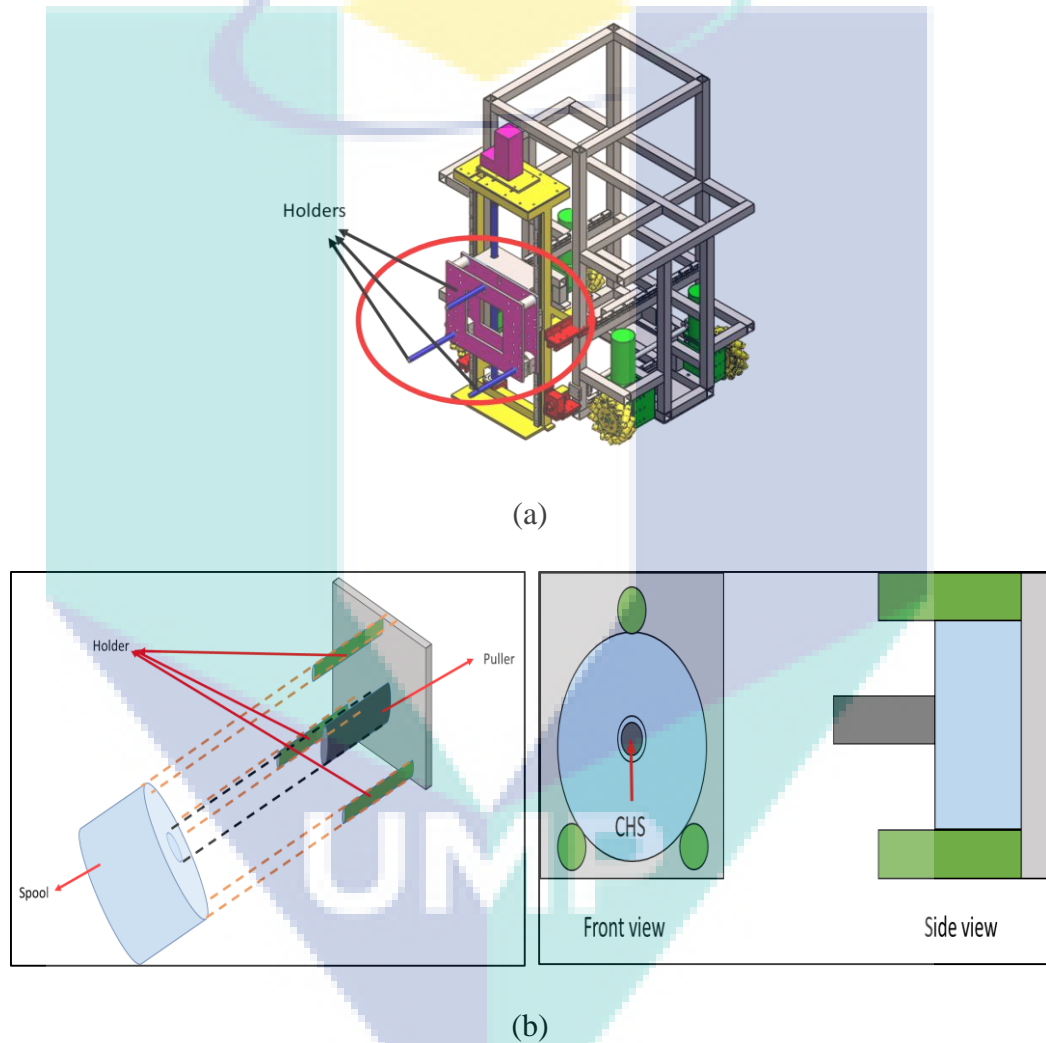 Holders
(a)
Holder
Puller
Spool
CHS
Front view
Side view
UMP
(b)